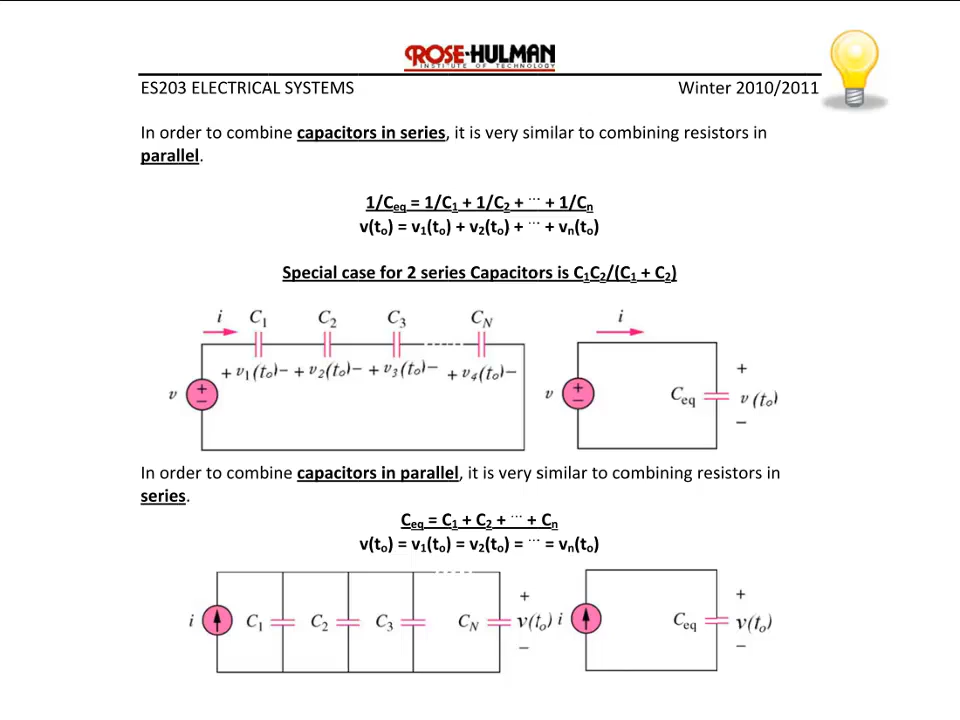 ROSE-HULMAN
INSTITUTE OF TECHNOLOGY
ES203 ELECTRICAL SYSTEMS Winter 2010/2011
In order to combine capacitors in series, it is very similar to combining resistors in
parallel.
1/Ceq = 1/C1 + 1/C2 + ... + 1/Cn
v(to) = v1(to) + v2(to) + ... + vn(to)
Special case for 2 series Capacitors is C1C2/(C1 + C2)
i C1 C2 C3 CN i
+ v1(to) − + v2(to) − + v3(to) − + v4(to) − +
v + − v + − Ceq v(to)
−
In order to combine capacitors in parallel, it is very similar to combining resistors in
series.
Ceq = C1 + C2 + ... + Cn
v(to) = v1(to) = v2(to) = ... = vn(to)
+ +
i C1 C2 C3 CN v(to) i Ceq v(to)
− −